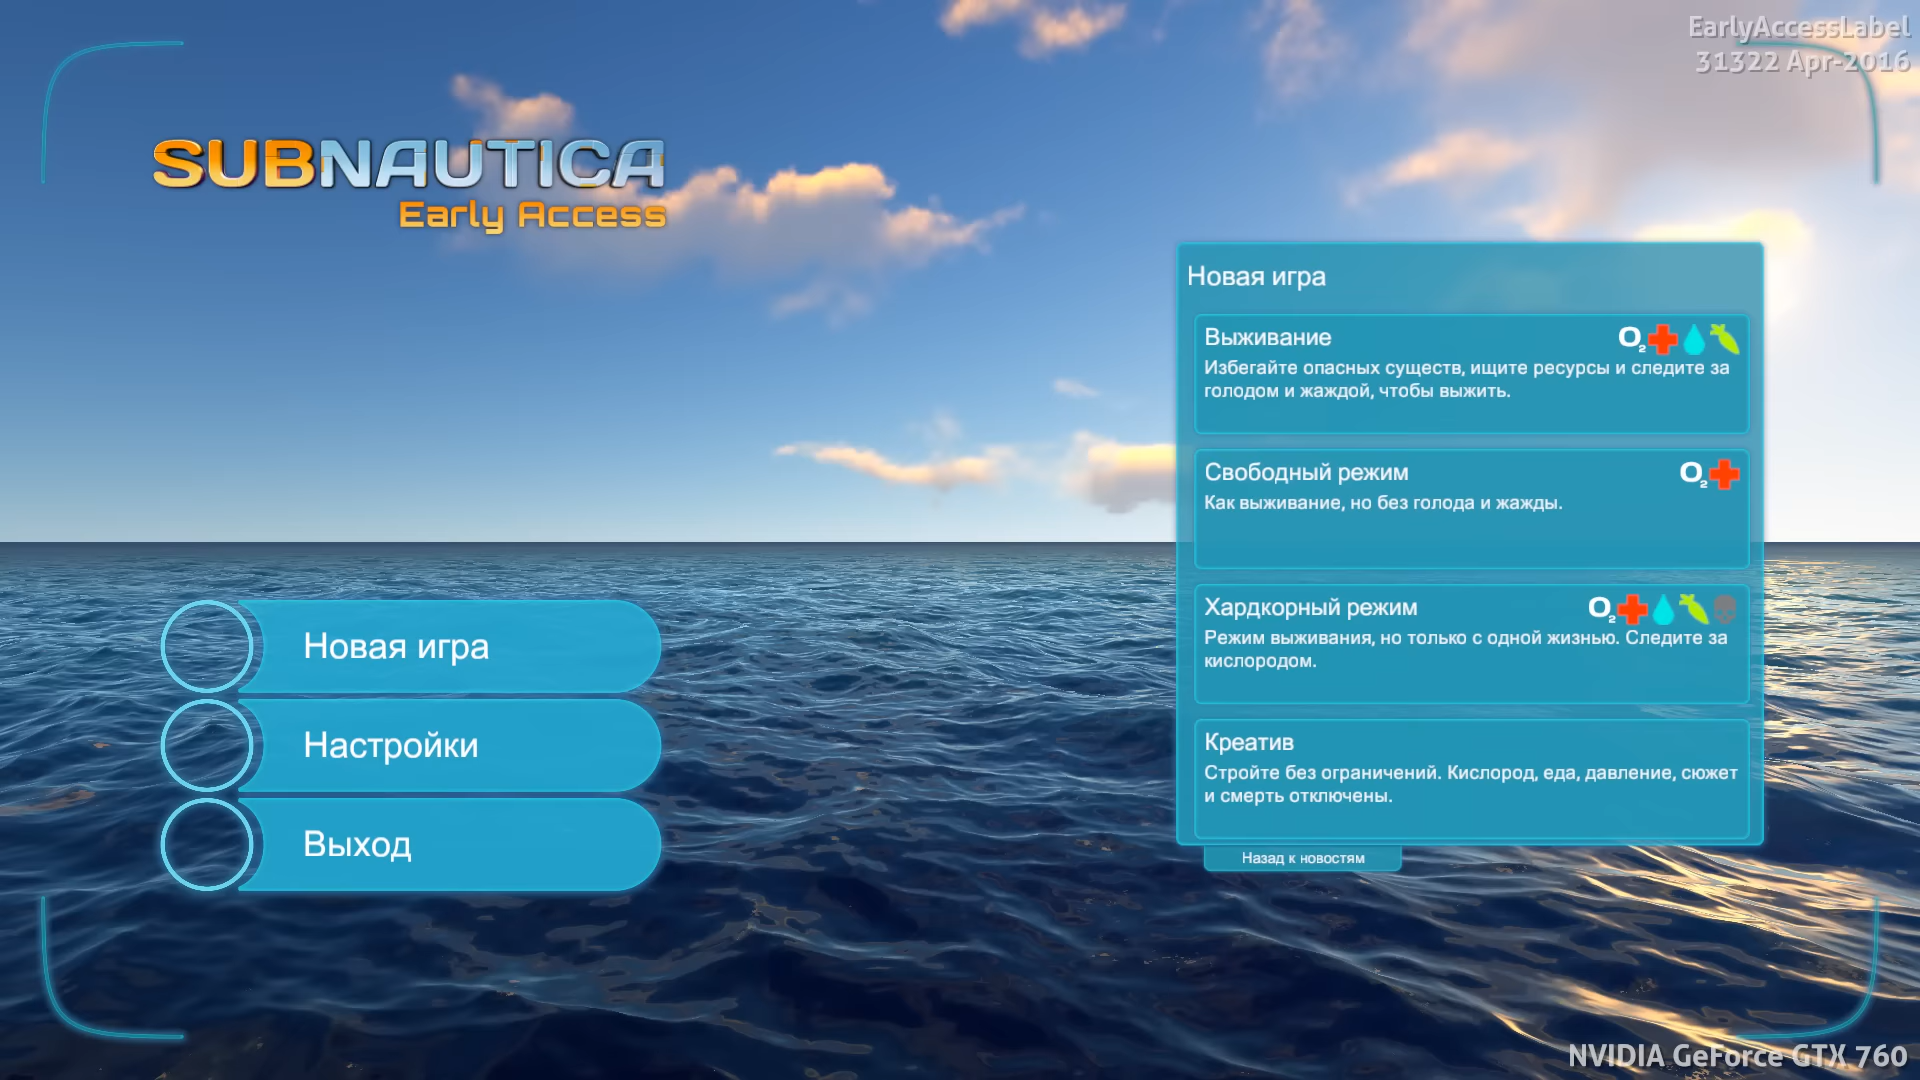 EarlyAccessLabel
31322 Apr-2016
SUBNAUTICA
Early Access
Новая игра
Настройки
Выход
Новая игра
Выживание
O2
Избегайте опасных существ, ищите ресурсы и следите за
голодом и жаждой, чтобы выжить.
Свободный режим
O2
Как выживание, но без голода и жажды.
Хардкорный режим
O2
Режим выживания, но только с одной жизнью. Следите за
кислородом.
Креатив
Стройте без ограничений. Кислород, еда, давление, сюжет
и смерть отключены.
Назад к новостям
NVIDIA GeForce GTX 760